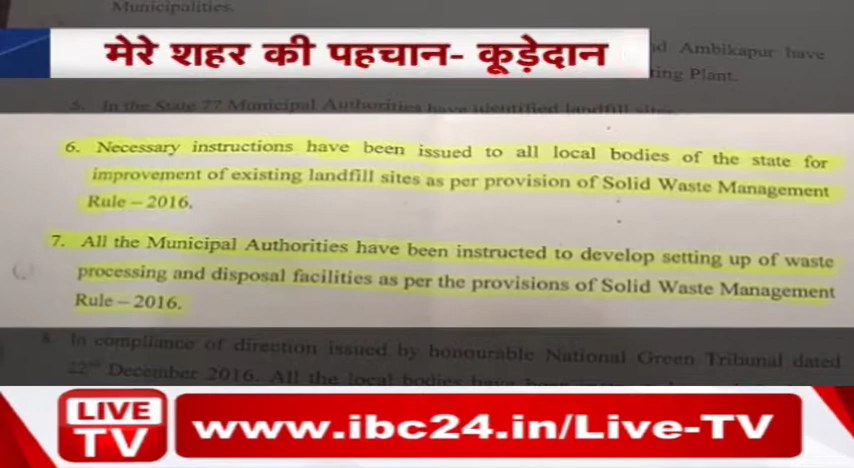 Municipalities.
मेरे शहर की पहचान- कूड़ेदान
Ambikapur have
ting Plant.
5. In the State 77 Municipal Authorities have identified landfill sites.
6. Necessary instructions have been issued to all local bodies of the state for
improvement of existing landfill sites as per provision of Solid Waste Management
Rule – 2016.
7. All the Municipal Authorities have been instructed to develop setting up of waste
processing and disposal facilities as per the provisions of Solid Waste Management
Rule – 2016.
In compliance of direction issued by honourable National Green Tribunal dated
22nd December 2016. All the local bodies have been
LIVE
TV
www.ibc24.in/Live-TV